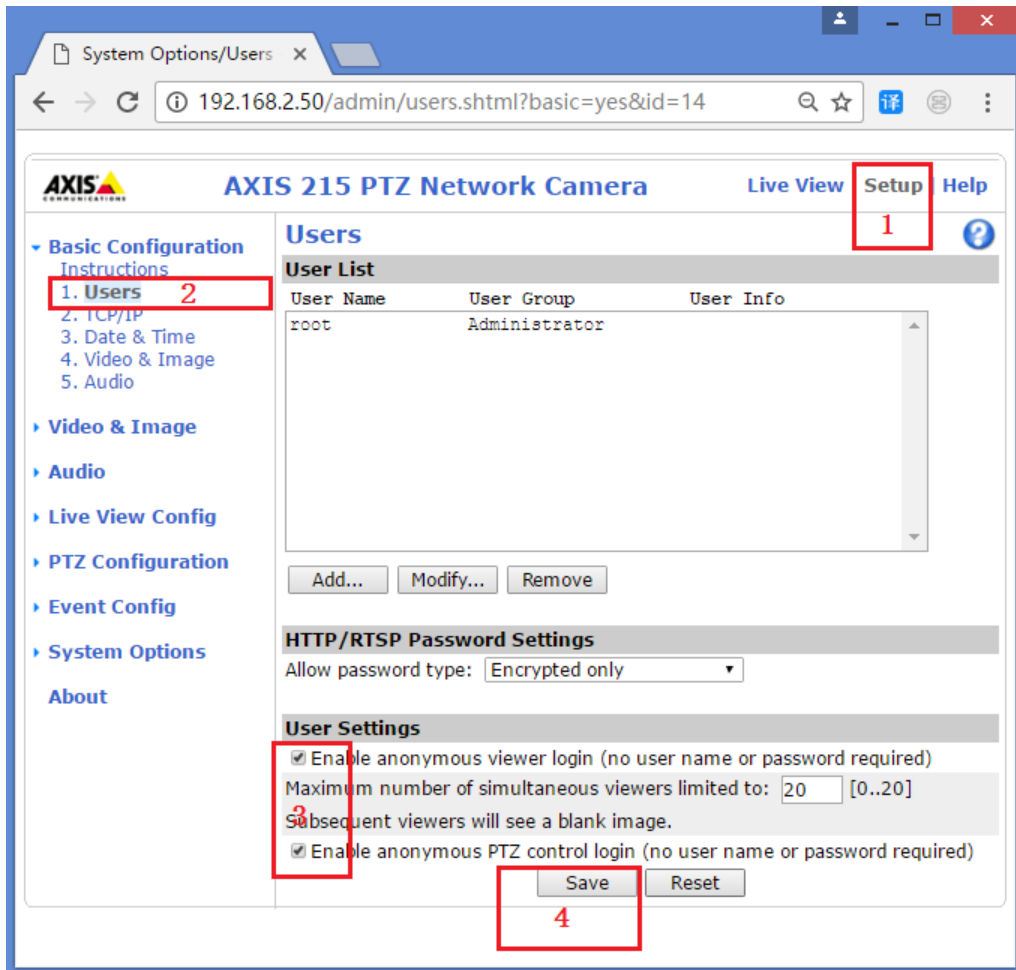 System Options/Users
192.168.2.50/admin/users.shtml?basic=yes&id=14
译
AXIS
COMMUNICATIONS
AXIS 215 PTZ Network Camera
Live View | Setup | Help
1
Basic Configuration
Instructions
1. Users
2
2. TCP/IP
3. Date & Time
4. Video & Image
5. Audio
Video & Image
Audio
Live View Config
PTZ Configuration
Event Config
System Options
About
Users
User List
User Name User Group User Info
root Administrator
Add... Modify... Remove
HTTP/RTSP Password Settings
Allow password type: Encrypted only
User Settings
Enable anonymous viewer login (no user name or password required)
Maximum number of simultaneous viewers limited to: 20 [0..20]
3
Subsequent viewers will see a blank image.
Enable anonymous PTZ control login (no user name or password required)
Save Reset
4